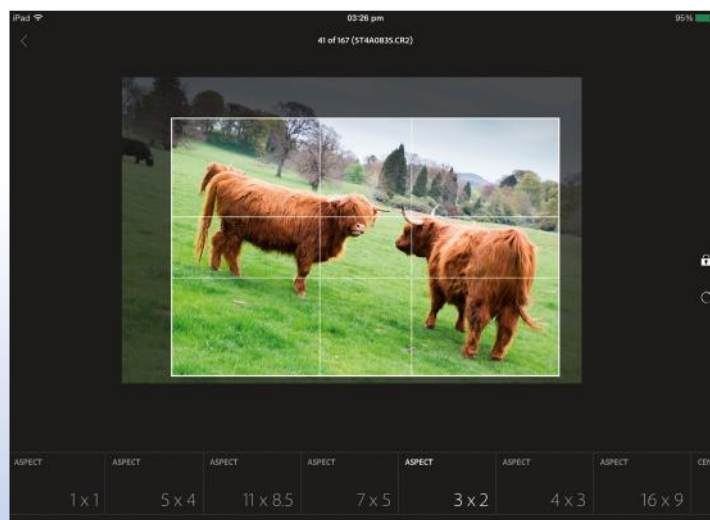 iPad 03:26 pm 95%
41 of 167 (ST4A0835.CR2)
ASPECT ASPECT ASPECT ASPECT ASPECT ASPECT ASPECT CEN
1 x 1 5 x 4 11 x 8.5 7 x 5 3 x 2 4 x 3 16 x 9